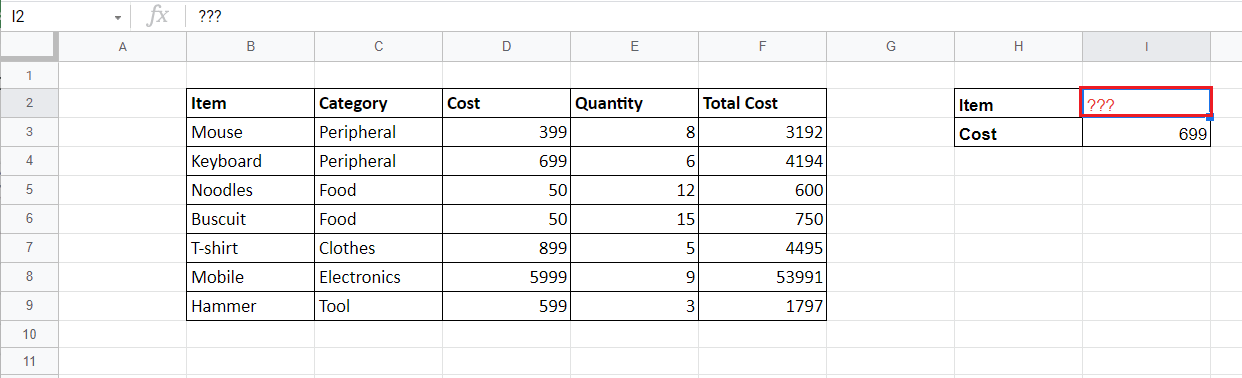 I2 fx ???
A B C D E F G H I
1
2 Item Category Cost Quantity Total Cost Item ???
3 Mouse Peripheral 399 8 3192 Cost 699
4 Keyboard Peripheral 699 6 4194
5 Noodles Food 50 12 600
6 Buscuit Food 50 15 750
7 T-shirt Clothes 899 5 4495
8 Mobile Electronics 5999 9 53991
9 Hammer Tool 599 3 1797
10
11